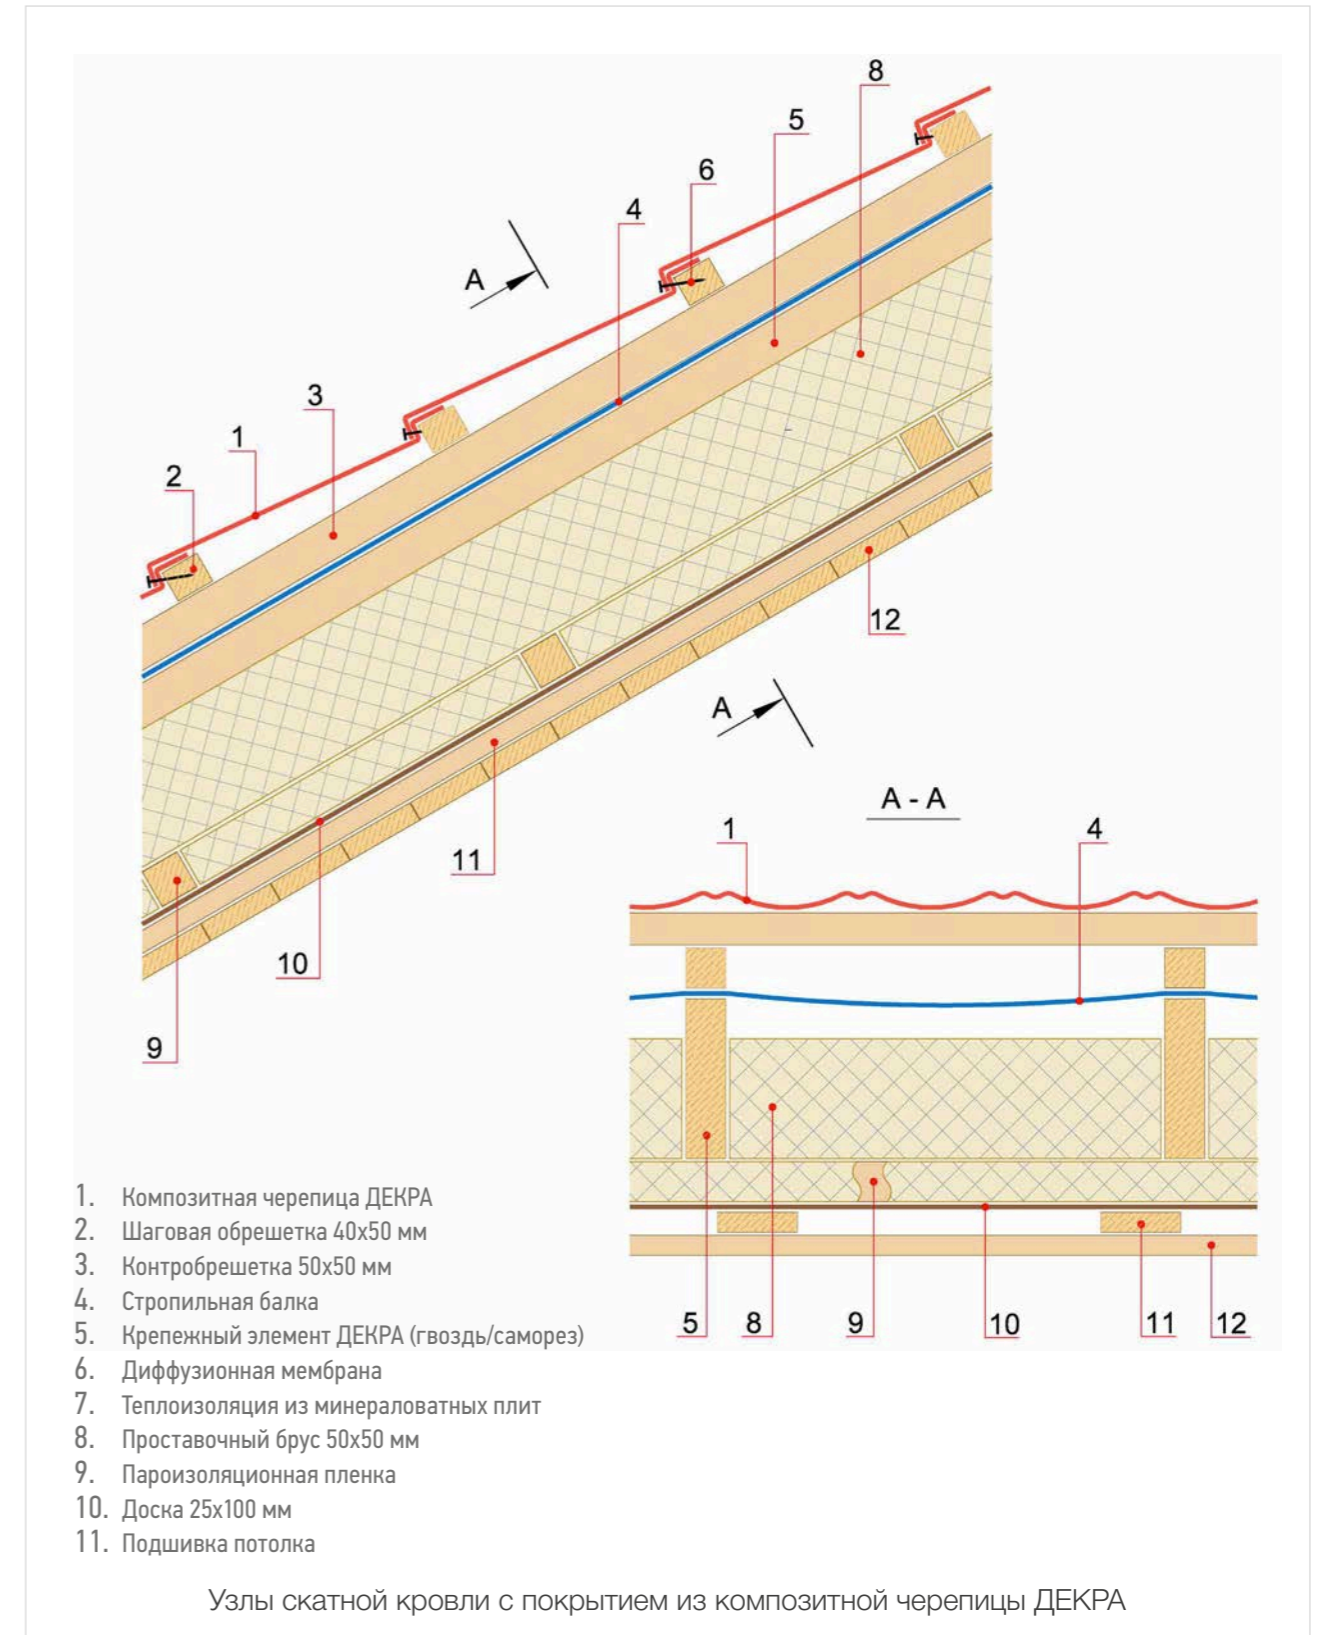 8
5
6
4
А
3
1
2
12
А
11
А - А
1
4
10
9
5 8 9 10 11 12
1. Композитная черепица ДЕКРА
2. Шаговая обрешетка 40х50 мм
3. Контробрешетка 50х50 мм
4. Стропильная балка
5. Крепежный элемент ДЕКРА (гвоздь/саморез)
6. Диффузионная мембрана
7. Теплоизоляция из минераловатных плит
8. Проставочный брус 50х50 мм
9. Пароизоляционная пленка
10. Доска 25х100 мм
11. Подшивка потолка
Узлы скатной кровли с покрытием из композитной черепицы ДЕКРА